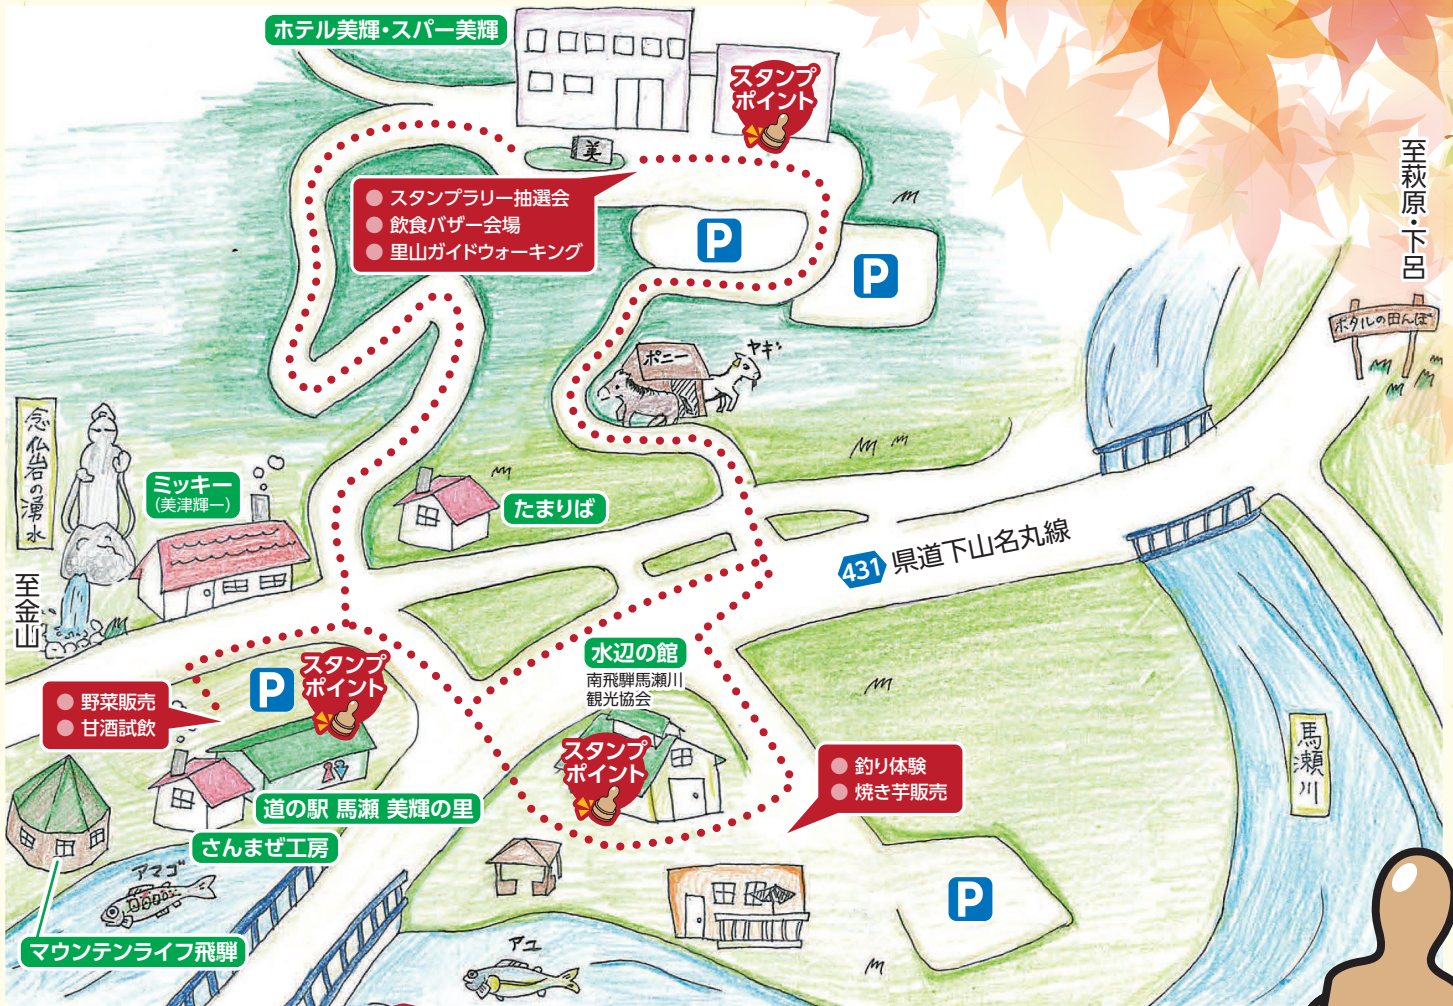 ホテル美輝・スパー美輝
スタンプ
ポイント
美
● スタンプラリー抽選会
● 飲食バザー会場
● 里山ガイドウォーキング
P
P
至萩原・下呂
ホタルの田んぼ
ポニー
ヤギ
念仏岩の湧水
ミッキー
(美津輝一)
たまりば
431 県道下山名丸線
至金山
水辺の館
南飛騨馬瀬川
観光協会
P
スタンプ
ポイント
● 野菜販売
● 甘酒試飲
スタンプ
ポイント
馬瀬川
● 釣り体験
● 焼き芋販売
道の駅 馬瀬 美輝の里
さんまぜ工房
アマゴ
P
マウンテンライフ飛騨
アユ